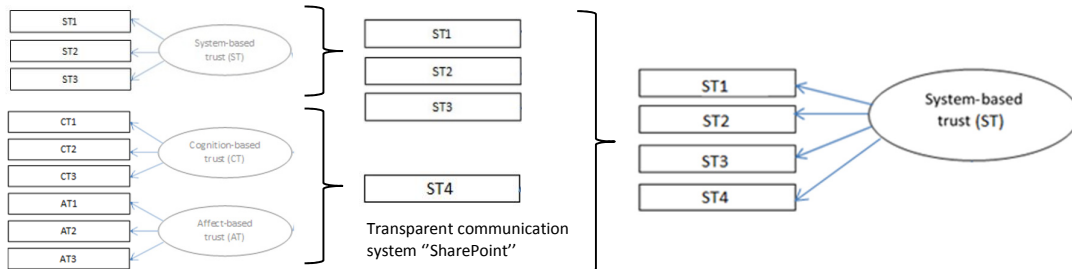 ST1
ST2
ST3
System-based
trust (ST)
CT1
CT2
CT3
Cognition-based
trust (CT)
AT1
AT2
AT3
Affect-based
trust (AT)
ST1
ST2
ST3
ST4
Transparent communication
system ‘’SharePoint’’
ST1
ST2
ST3
ST4
System-based
trust (ST)